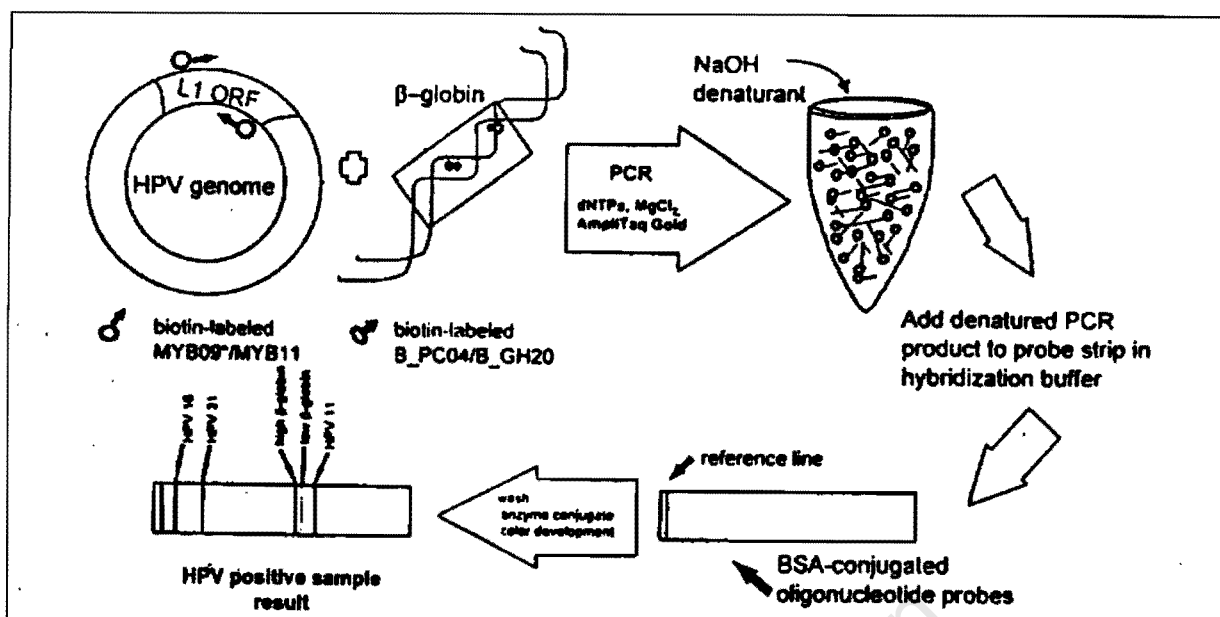 L1 ORF
HPV genome
β-globin
NaOH
denaturant
PCR
dNTPs, MgCl2
AmpliTaq Gold
biotin-labeled
MYB09*/MYB11
biotin-labeled
B_PC04/B_GH20
Add denatured PCR
product to probe strip in
hybridization buffer
HPV 16
HPV 31
high β-globin
low β-globin
HPV 11
wash
enzyme conjugate
color development
reference line
BSA-conjugated
oligonucleotide probes
HPV positive sample
result